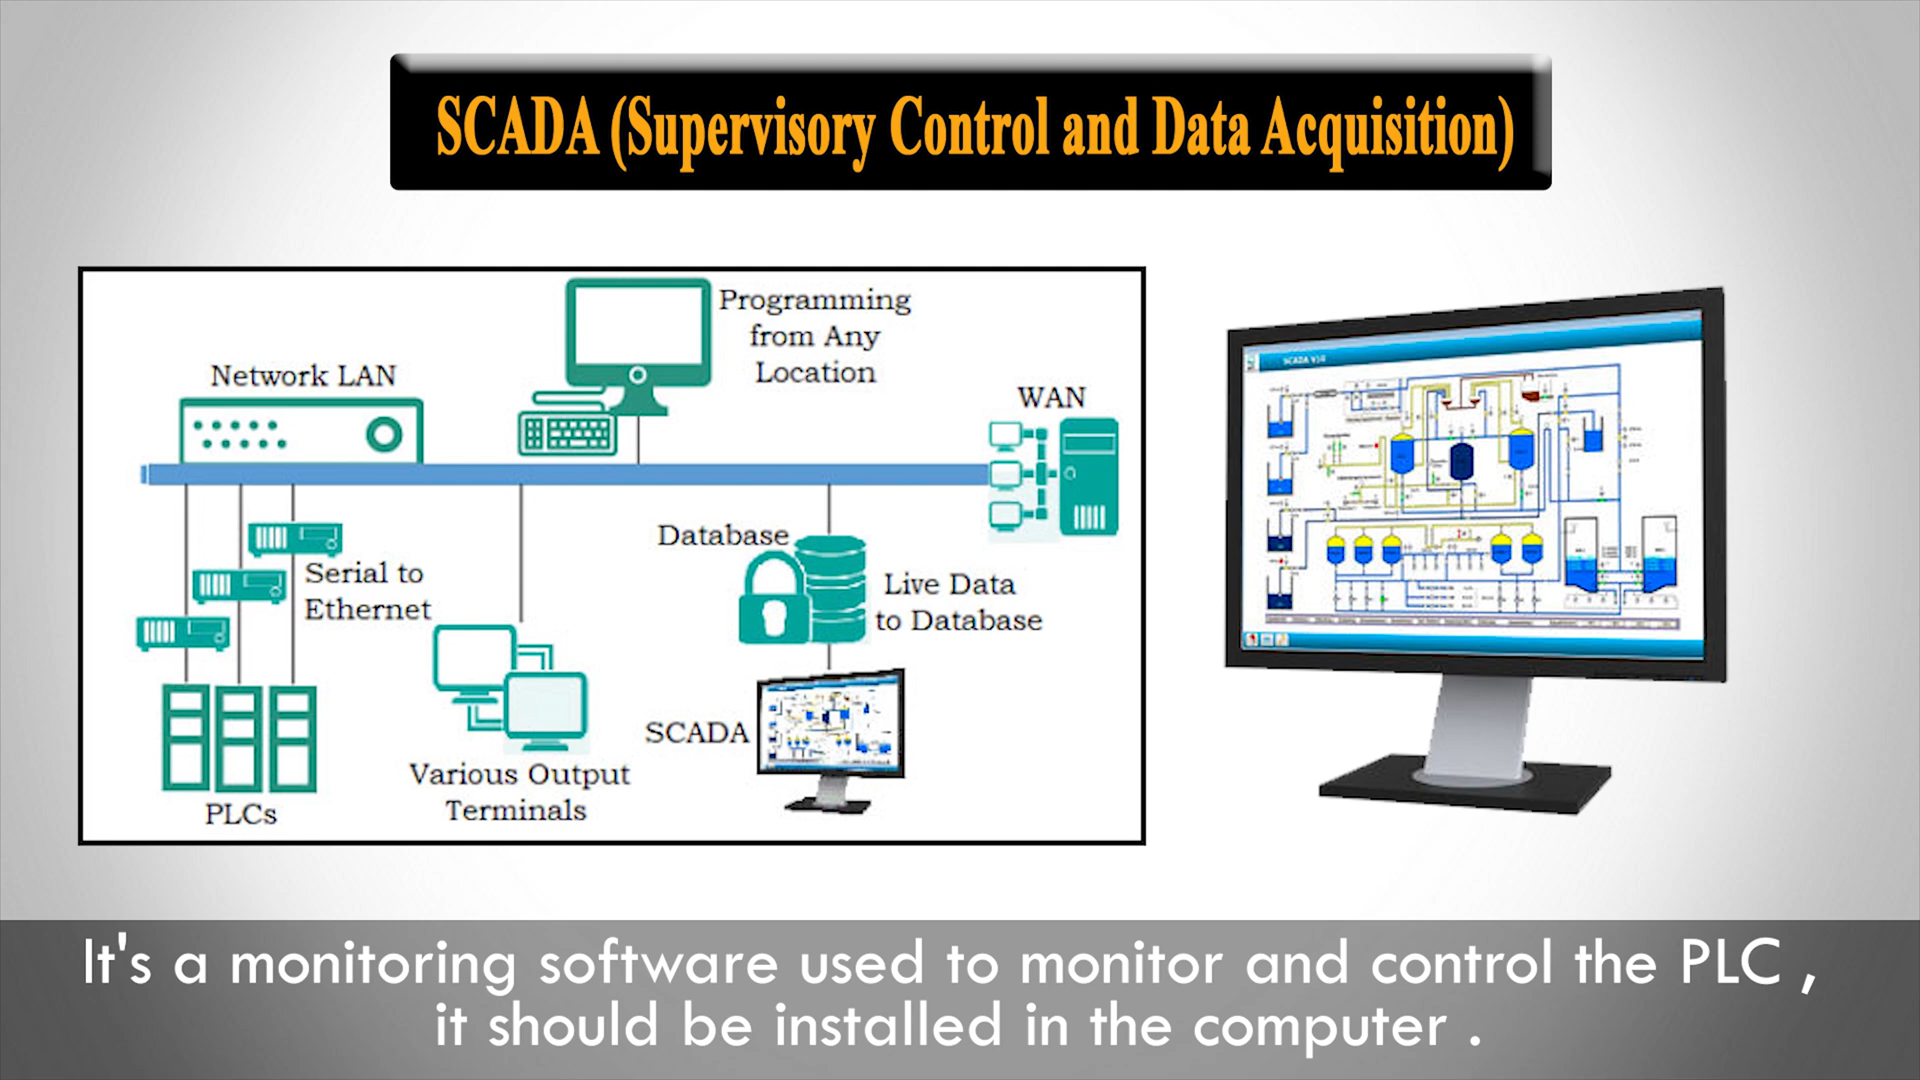 SCADA (Supervisory Control and Data Acquisition)
Programming
from Any
Location
Network LAN
WAN
Database
Serial to
Ethernet
Live Data
to Database
SCADA
Various Output
Terminals
PLCs
SCADA V10
It's a monitoring software used to monitor and control the PLC ,
it should be installed in the computer .